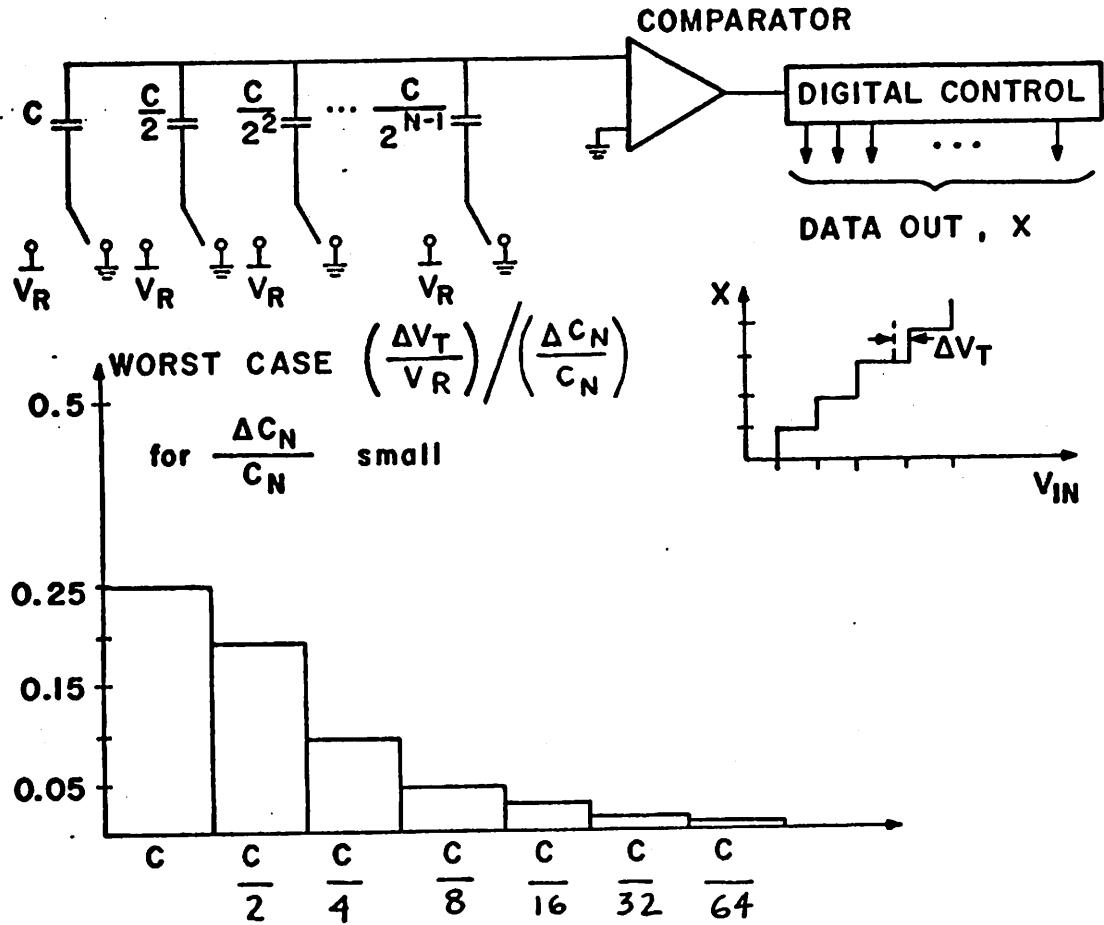 COMPARATOR
C
C/2
C/2²
...
C/2^(N-1)
DIGITAL CONTROL
...
DATA OUT , X
V_R
V_R
V_R
V_R
WORST CASE (ΔV_T/V_R)/(ΔC_N/C_N)
for ΔC_N/C_N small
X
ΔV_T
V_IN
0.5
0.25
0.15
0.05
C
C/2
C/4
C/8
C/16
C/32
C/64